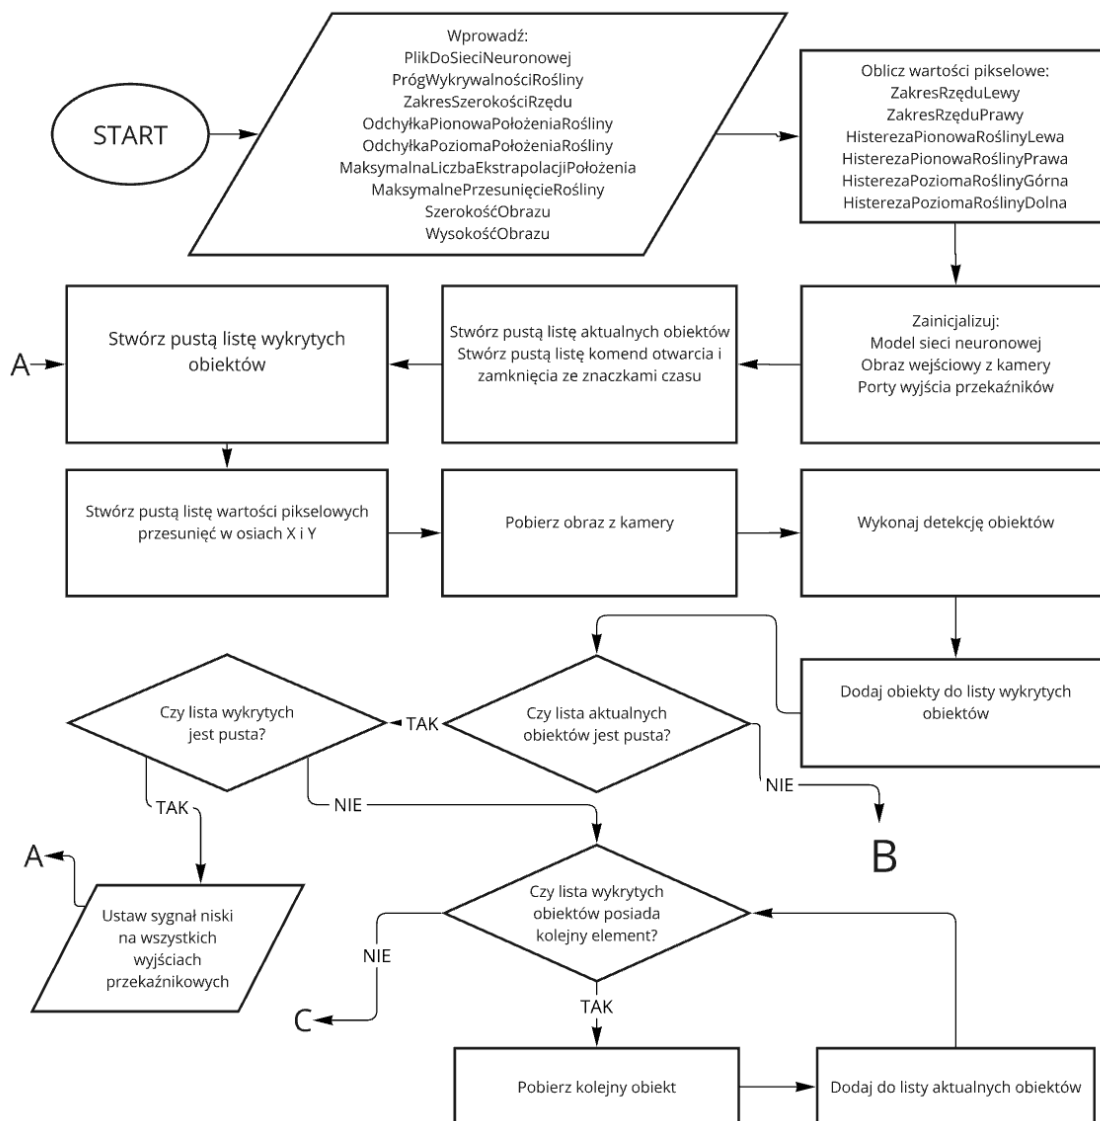 START
Wprowadź:
PlikDoSieciNeuronowej
PrógWykrywalnościRośliny
ZakresSzerokościRzędu
OdchyłkaPionowaPołożeniaRośliny
OdchyłkaPoziomaPołożeniaRośliny
MaksymalnaLiczbaEkstrapolacjiPołożenia
MaksymalnePrzesunięcieRośliny
SzerokośćObrazu
WysokośćObrazu
Oblicz wartości pikselowe:
ZakresRzęduLewy
ZakresRzęduPrawy
HisterezaPionowaRoślinyLewa
HisterezaPionowaRoślinyPrawa
HisterezaPoziomaRoślinyGórna
HisterezaPoziomaRoślinyDolna
Zainicjalizuj:
Model sieci neuronowej
Obraz wejściowy z kamery
Porty wyjścia przekaźników
Stwórz pustą listę aktualnych obiektów
Stwórz pustą listę komend otwarcia i
zamknięcia ze znaczkami czasu
A
Stwórz pustą listę wykrytych
obiektów
Stwórz pustą listę wartości pikselowych
przesunięć w osiach X i Y
Pobierz obraz z kamery
Wykonaj detekcję obiektów
Dodaj obiekty do listy wykrytych
obiektów
Czy lista aktualnych
obiektów jest pusta?
TAK
NIE
B
Czy lista wykrytych
jest pusta?
TAK
NIE
A
Ustaw sygnał niski
na wszystkich
wyjściach
przekaźnikowych
Czy lista wykrytych
obiektów posiada
kolejny element?
NIE
C
TAK
Pobierz kolejny obiekt
Dodaj do listy aktualnych obiektów